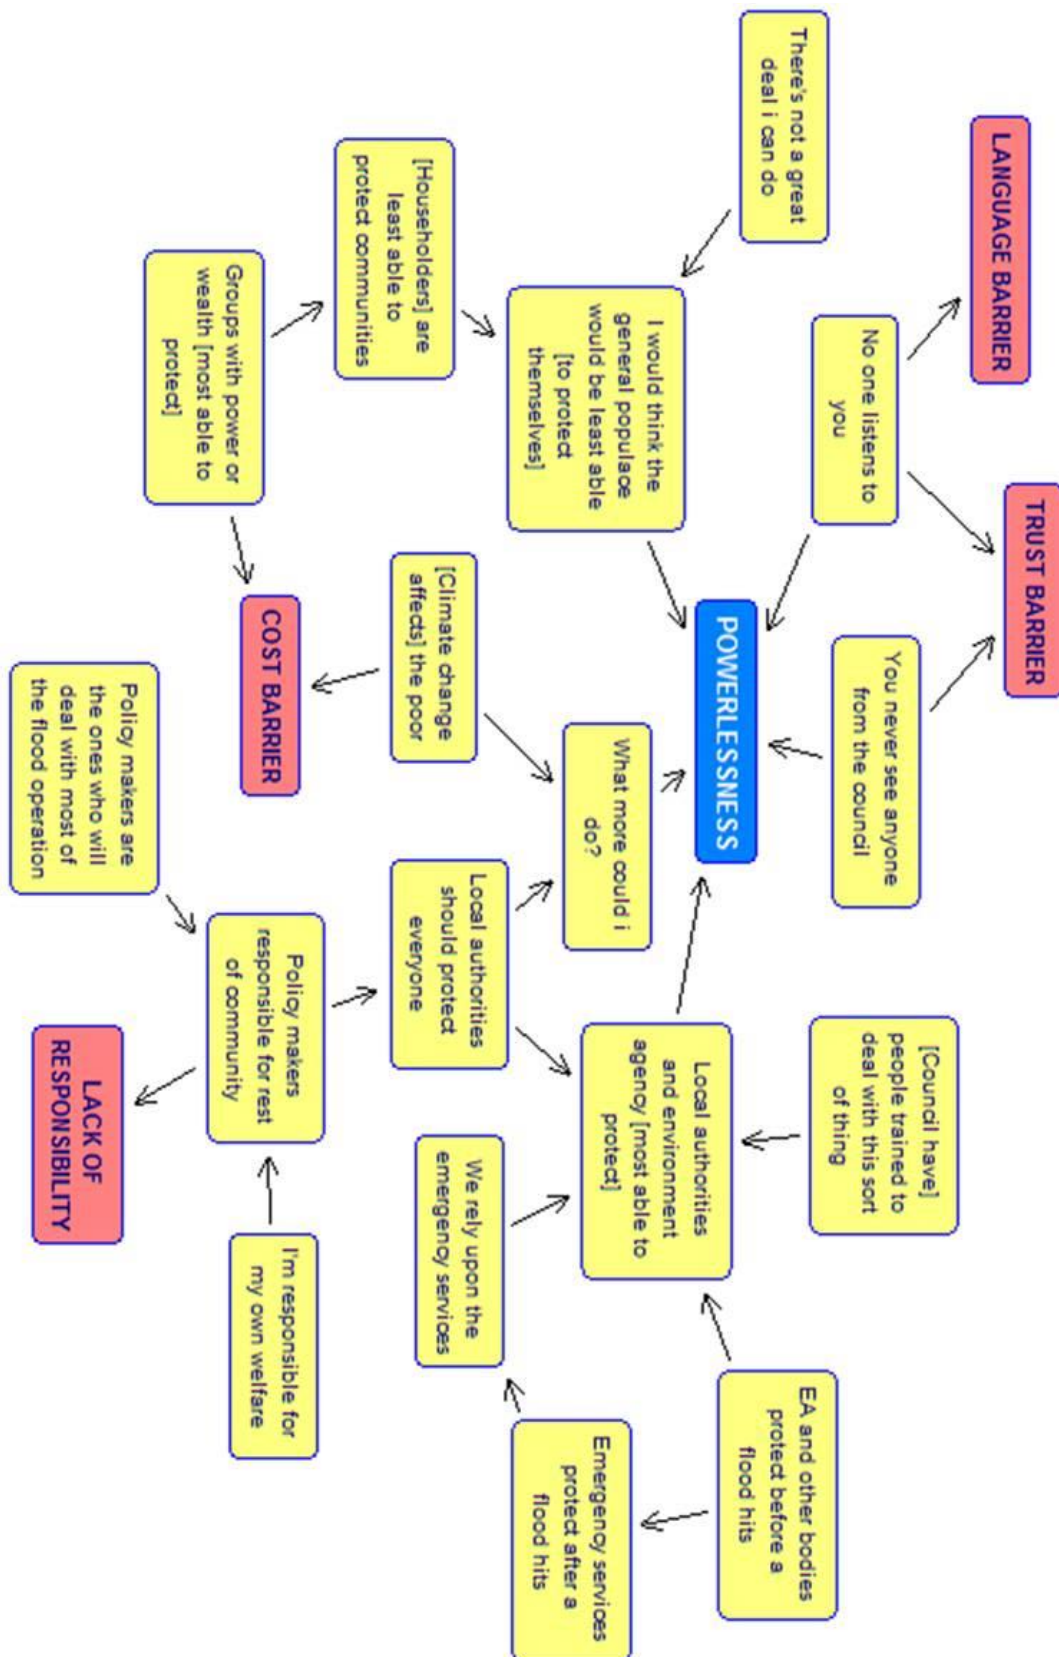 LANGUAGE BARRIER
TRUST BARRIER
There's not a great
deal i can do
No one listens to
you
You never see anyone
from the council
[Council have]
people trained to
deal with this sort
of thing
EA and other bodies
protect before a
flood hits
POWERLESSNESS
I would think the
general populace
would be least able
[to protect
themselves]
What more could i
do?
Local authorities
and environment
agency [most able to
protect]
Emergency services
protect after a
flood hits
[Householders] are
least able to
protect communities
[Climate change
affects] the poor
Local authorities
should protect
everyone
We rely upon the
emergency services
Groups with power or
wealth [most able to
protect]
COST BARRIER
Policy makers
responsible for rest
of community
I'm responsible for
my own welfare
Policy makers are
the ones who will
deal with most of
the flood operation
LACK OF
RESPONSIBILITY